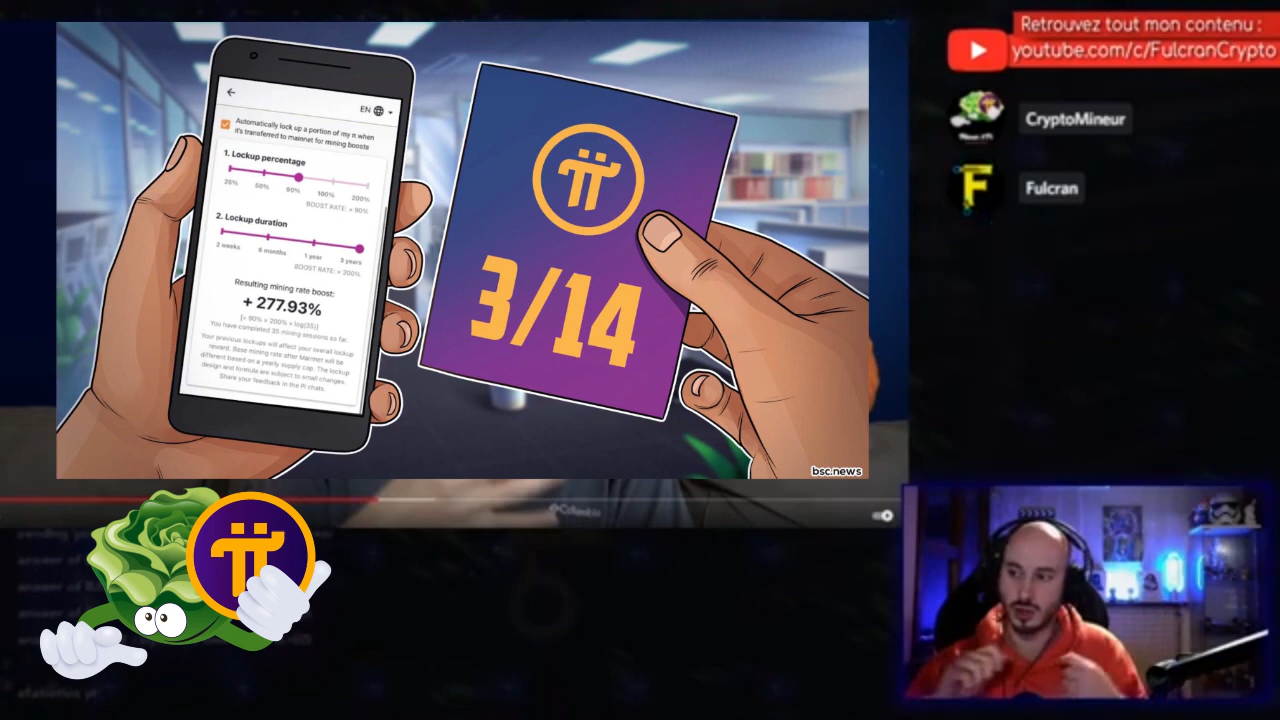 Retrouvez tout mon contenu :
youtube.com/c/FulcranCrypto
CryptoMineur
Fulcran
EN
Automatically lock up a portion of my π when
it's transferred to mainnet for mining boosts
1. Lockup percentage
25% 50% 90% 100% 200%
BOOST RATE: + 90%
2. Lockup duration
2 weeks 6 months 1 year 3 years
BOOST RATE: × 200%
Resulting mining rate boost:
+ 277.93%
[= 90% × 200% × log(35)]
You have completed 35 mining sessions so far.
Your previous lockups will affect your overall lockup
reward. Base mining rate after Mainnet will be
different based on a yearly supply cap. The lockup
design and formula are subject to small changes.
Share your feedback in the Pi chats.
3/14
bsc.news